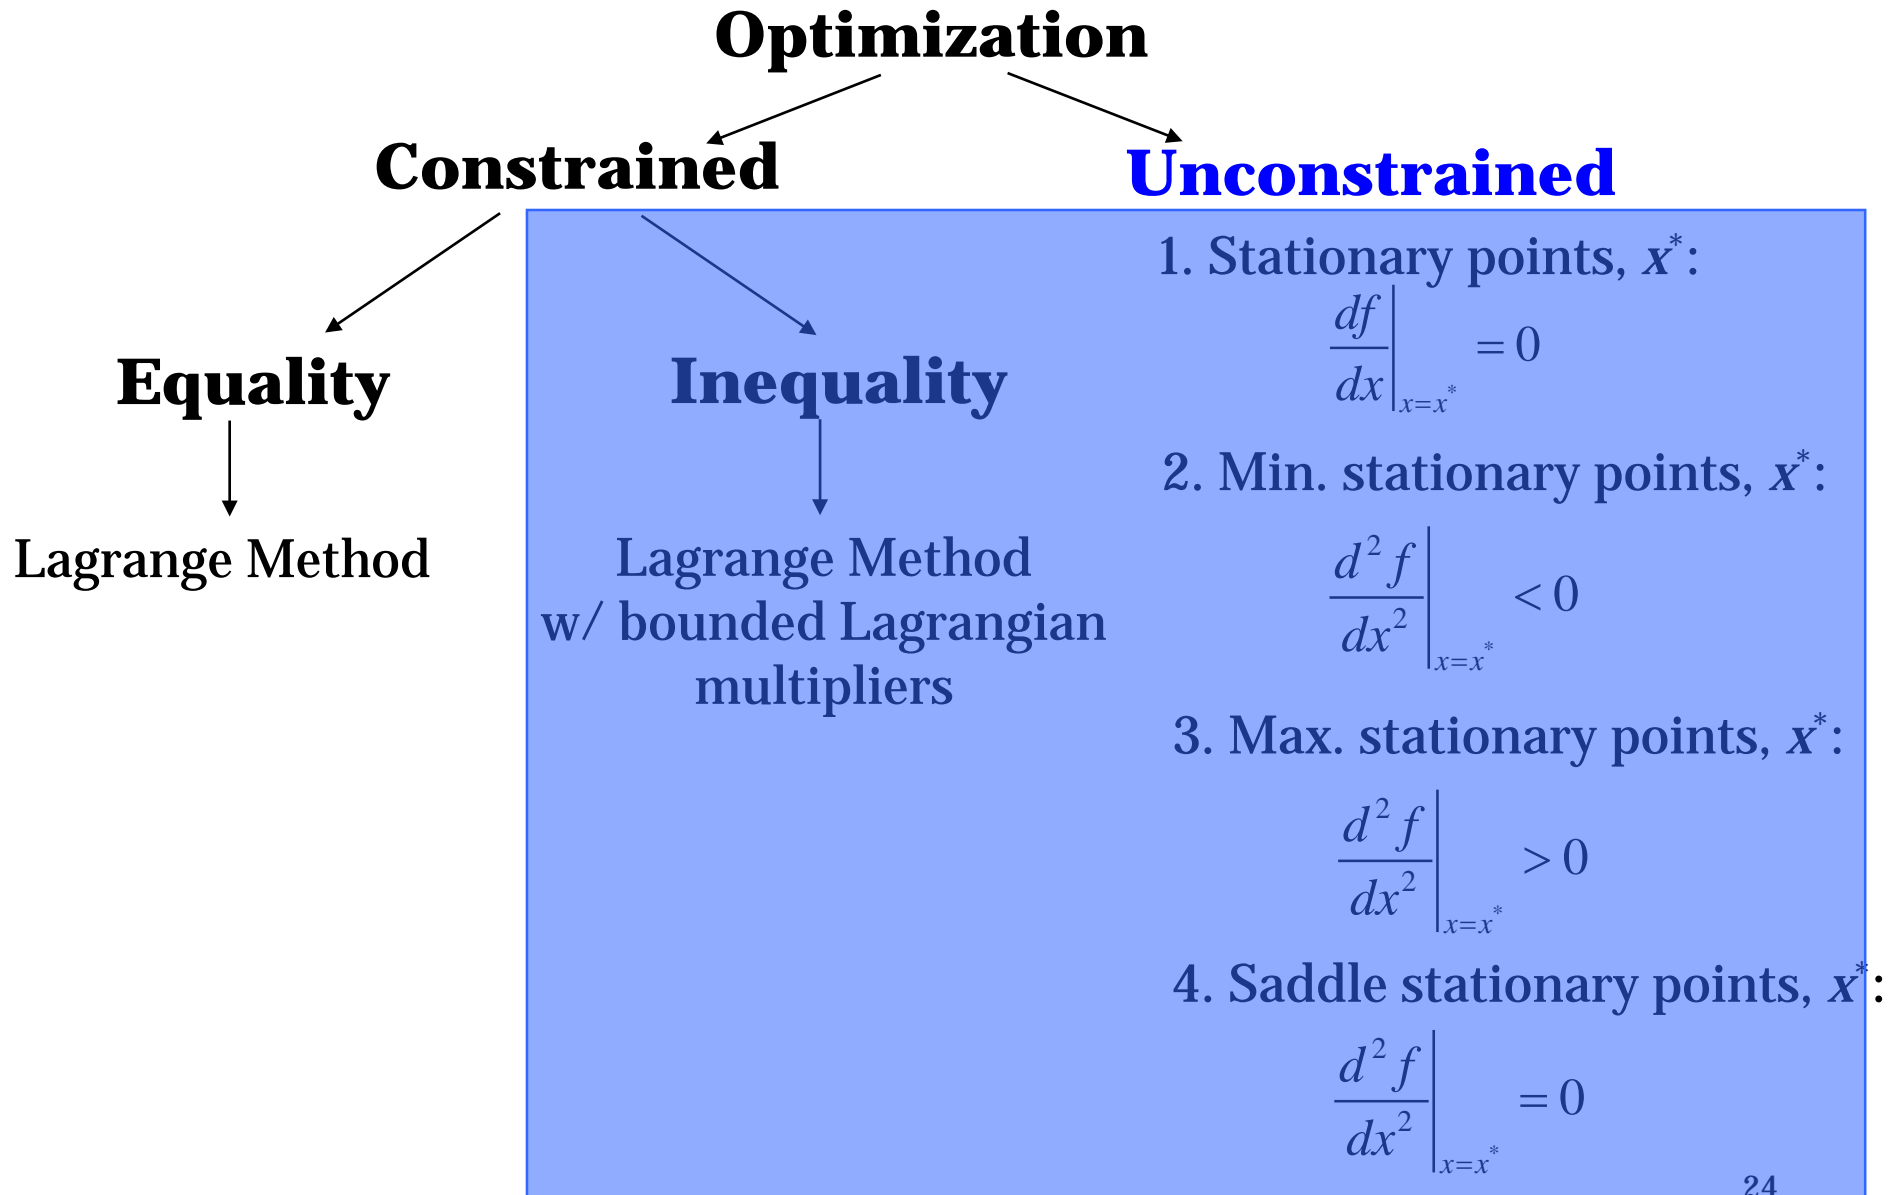 Optimization
Constrained
Unconstrained
Equality
Lagrange Method
Inequality
Lagrange Method
w/ bounded Lagrangian
multipliers
1. Stationary points, x*:
df/dx|x=x* = 0
2. Min. stationary points, x*:
d²f/dx²|x=x* < 0
3. Max. stationary points, x*:
d²f/dx²|x=x* > 0
4. Saddle stationary points, x*:
d²f/dx²|x=x* = 0
24